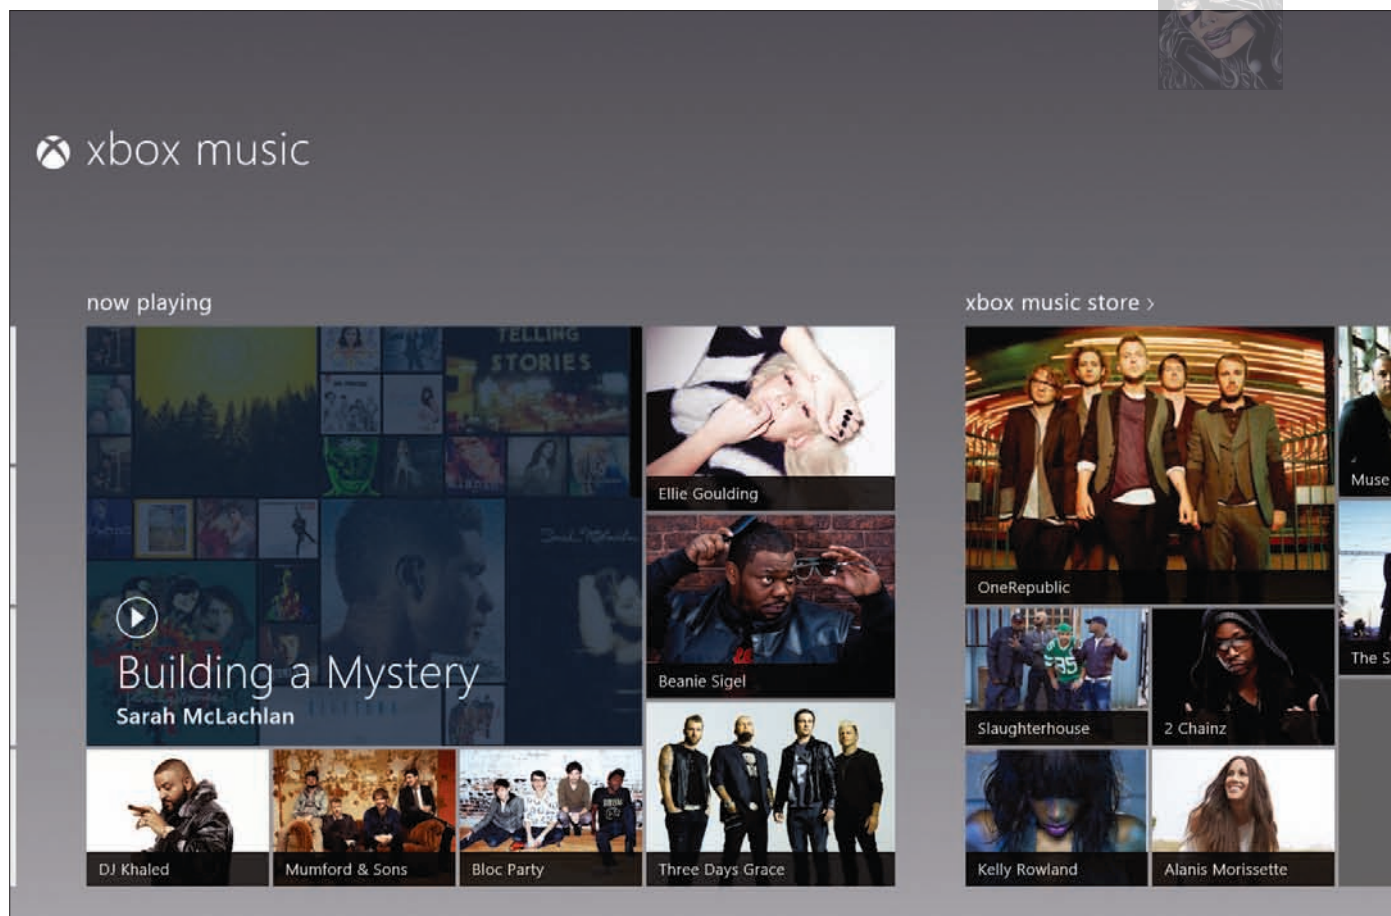 xbox music
now playing
xbox music store ›
TELLING
STORIES
Ellie Goulding
Muse
OneRepublic
Building a Mystery
Sarah McLachlan
Beanie Sigel
The S
Slaughterhouse
2 Chainz
DJ Khaled
Mumford & Sons
Bloc Party
Three Days Grace
Kelly Rowland
Alanis Morissette